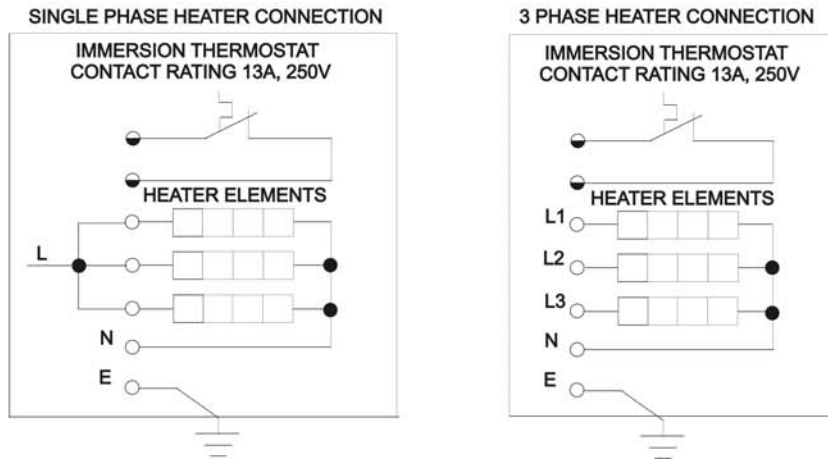 SINGLE PHASE HEATER CONNECTION
IMMERSION THERMOSTAT
CONTACT RATING 13A, 250V
HEATER ELEMENTS
L
N
E
3 PHASE HEATER CONNECTION
IMMERSION THERMOSTAT
CONTACT RATING 13A, 250V
HEATER ELEMENTS
L1
L2
L3
N
E